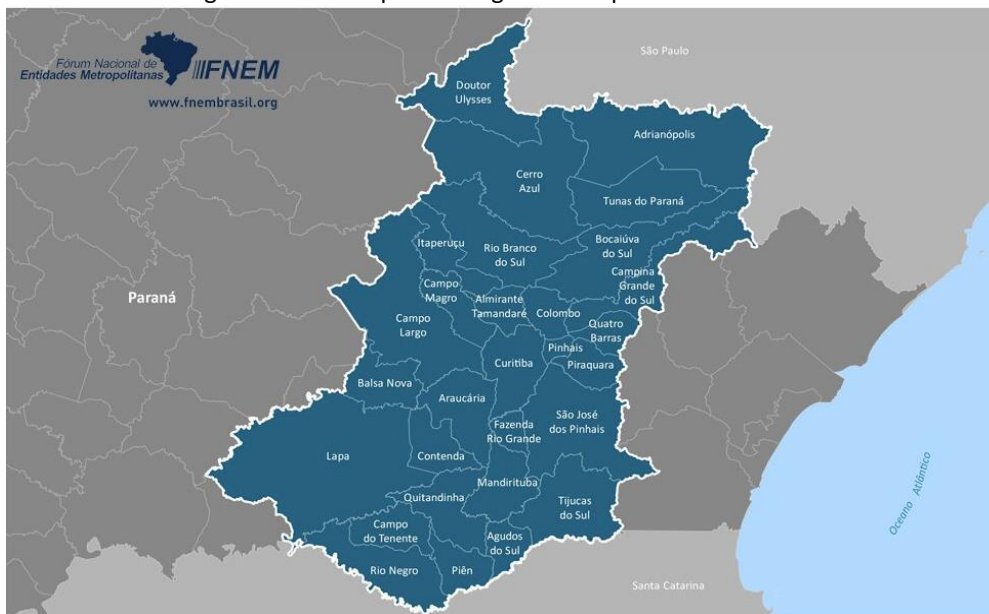 São Paulo
Fórum Nacional de
Entidades Metropolitanas
FNEM
www.fnembrasil.org
Doutor
Ulysses
Adrianópolis
Cerro
Azul
Tunas do Paraná
Itaperuçu
Rio Branco
do Sul
Bocaiúva
do Sul
Campina
Grande
do Sul
Paraná
Campo
Magro
Almirante
Tamandaré
Colombo
Campo
Largo
Quatro
Barras
Pinhais
Curitiba
Piraquara
Balsa Nova
Araucária
São José
dos Pinhais
Fazenda
Rio Grande
Lapa
Contenda
Mandirituba
Quitandinha
Tijucas
do Sul
Campo
do Tenente
Agudos
do Sul
Rio Negro
Piên
Santa Catarina
Oceano Atlântico